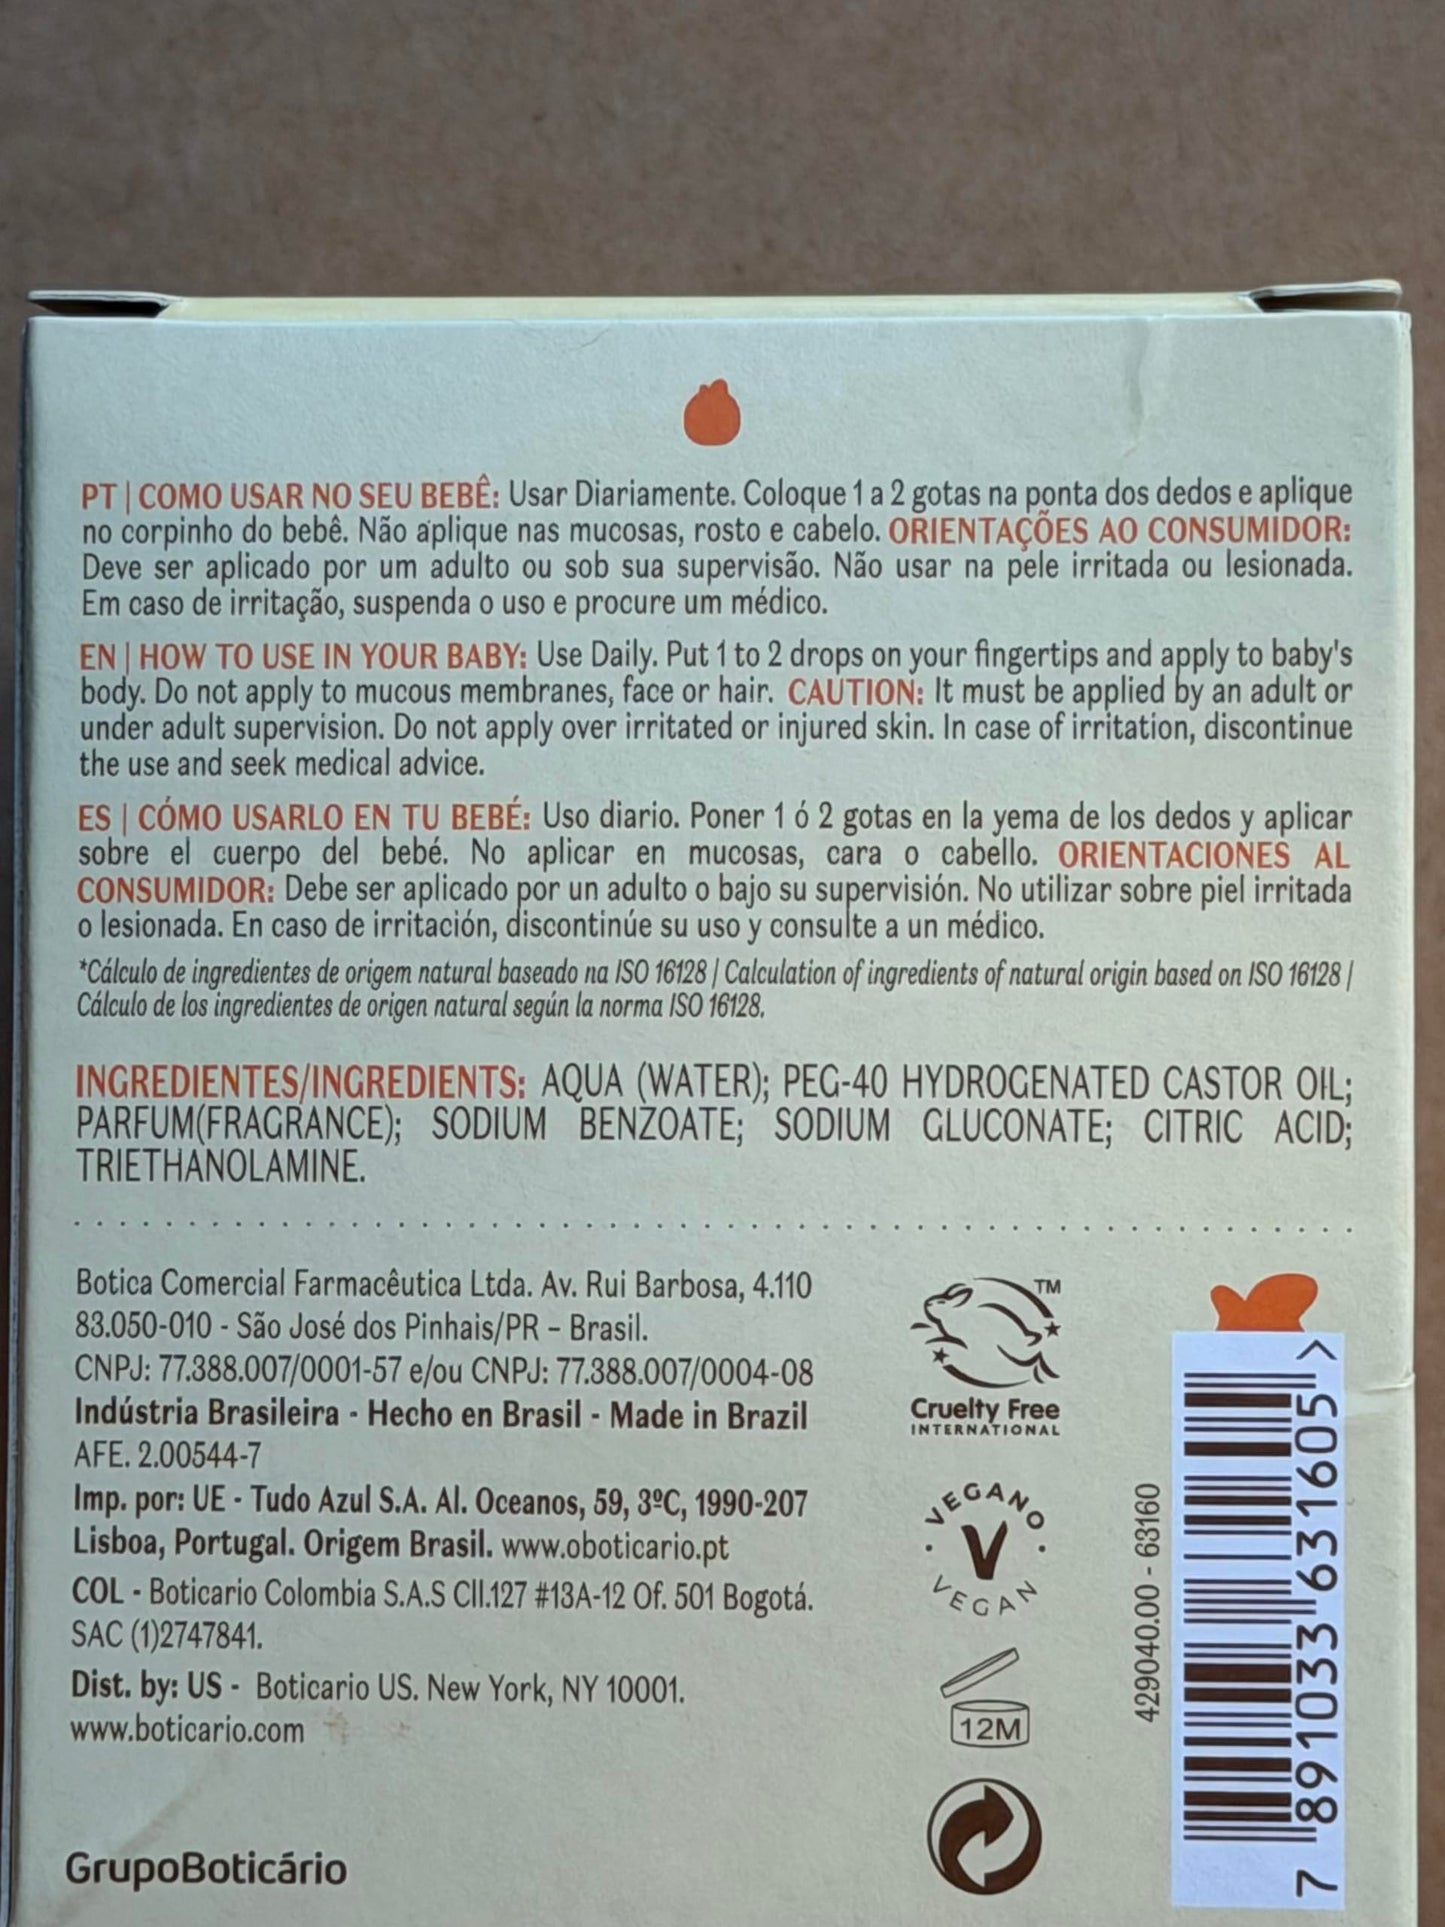 PT | COMO USAR NO SEU BEBÊ: Usar Diariamente. Coloque 1 a 2 gotas na ponta dos dedos e aplique
no corpinho do bebê. Não aplique nas mucosas, rosto e cabelo. ORIENTAÇÕES AO CONSUMIDOR:
Deve ser aplicado por um adulto ou sob sua supervisão. Não usar na pele irritada ou lesionada.
Em caso de irritação, suspenda o uso e procure um médico.
EN | HOW TO USE IN YOUR BABY: Use Daily. Put 1 to 2 drops on your fingertips and apply to baby's
body. Do not apply to mucous membranes, face or hair. CAUTION: It must be applied by an adult or
under adult supervision. Do not apply over irritated or injured skin. In case of irritation, discontinue
the use and seek medical advice.
ES | CÓMO USARLO EN TU BEBÉ: Uso diario. Poner 1 ó 2 gotas en la yema de los dedos y aplicar
sobre el cuerpo del bebé. No aplicar en mucosas, cara o cabello. ORIENTACIONES AL
CONSUMIDOR: Debe ser aplicado por un adulto o bajo su supervisión. No utilizar sobre piel irritada
o lesionada. En caso de irritación, discontinúe su uso y consulte a un médico.
*Cálculo de ingredientes de origem natural baseado na ISO 16128 | Calculation of ingredients of natural origin based on ISO 16128 |
Cálculo de los ingredientes de origen natural según la norma ISO 16128.
INGREDIENTES/INGREDIENTS: AQUA (WATER); PEG-40 HYDROGENATED CASTOR OIL;
PARFUM(FRAGRANCE); SODIUM BENZOATE; SODIUM GLUCONATE; CITRIC ACID;
TRIETHANOLAMINE.
Botica Comercial Farmacêutica Ltda. Av. Rui Barbosa, 4.110
83.050-010 - São José dos Pinhais/PR – Brasil.
CNPJ: 77.388.007/0001-57 e/ou CNPJ: 77.388.007/0004-08
Indústria Brasileira - Hecho en Brasil - Made in Brazil
AFE. 2.00544-7
Imp. por: UE - Tudo Azul S.A. Al. Oceanos, 59, 3ºC, 1990-207
Lisboa, Portugal. Origem Brasil. www.oboticario.pt
COL - Boticario Colombia S.A.S Cll.127 #13A-12 Of. 501 Bogotá.
SAC (1)2747841.
Dist. by: US - Boticario US. New York, NY 10001.
www.boticario.com
GrupoBoticário
TM
Cruelty Free
INTERNATIONAL
VEGANO
V
VEGAN
12M
429040.00 - 63160
7 891033 631605 >